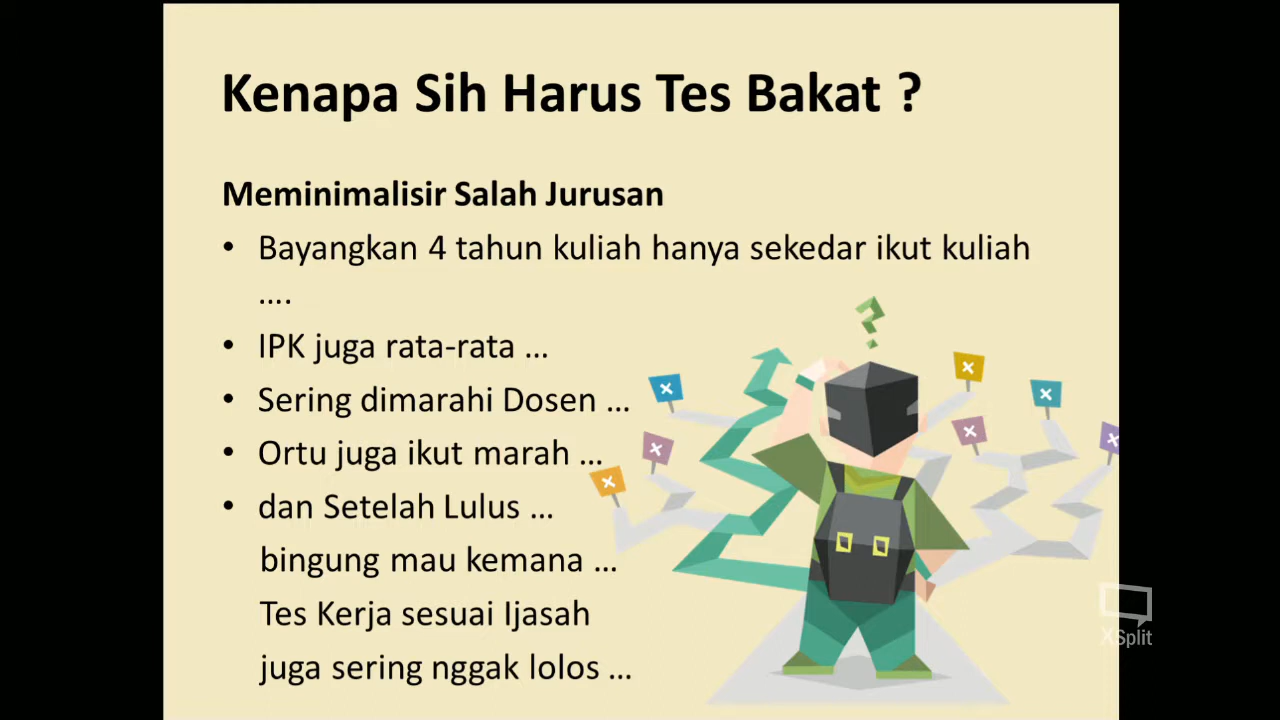 Kenapa Sih Harus Tes Bakat ?
Meminimalisir Salah Jurusan
• Bayangkan 4 tahun kuliah hanya sekedar ikut kuliah
....
• IPK juga rata-rata ...
• Sering dimarahi Dosen ...
• Ortu juga ikut marah ...
• dan Setelah Lulus ...
bingung mau kemana ...
Tes Kerja sesuai Ijasah
juga sering nggak lolos ...
XSplit